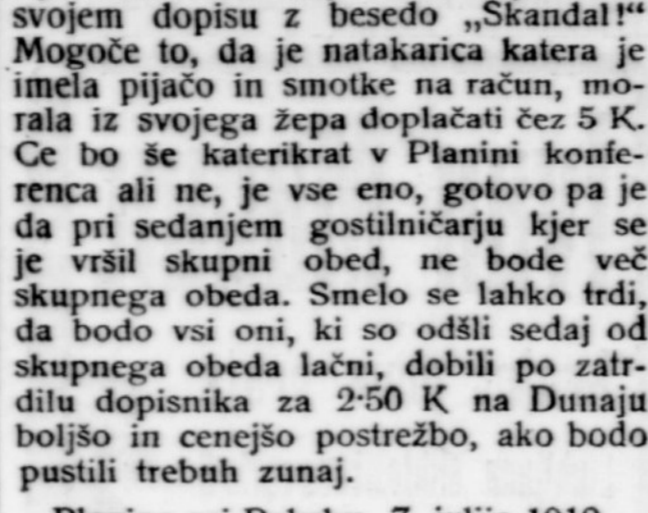 svojem dopisu z besedo „Skandal!“
Mogoče to, da je natakarica katera je
imela pijačo in smotke na račun, mo-
rala iz svojega žepa doplačati čez 5 K.
Ce bo še katerikrat v Planini konfe-
renca ali ne, je vse eno, gotovo pa je
da pri sedanjem gostilničarju kjer se
je vršil skupni obed, ne bode več
skupnega obeda. Smelo se lahko trdi,
da bodo vsi oni, ki so odšli sedaj od
skupnega obeda lačni, dobili po zatr-
dilu dopisnika za 2·50 K na Dunaju
boljšo in cenejšo postrežbo, ako bodo
pustili trebuh zunaj.